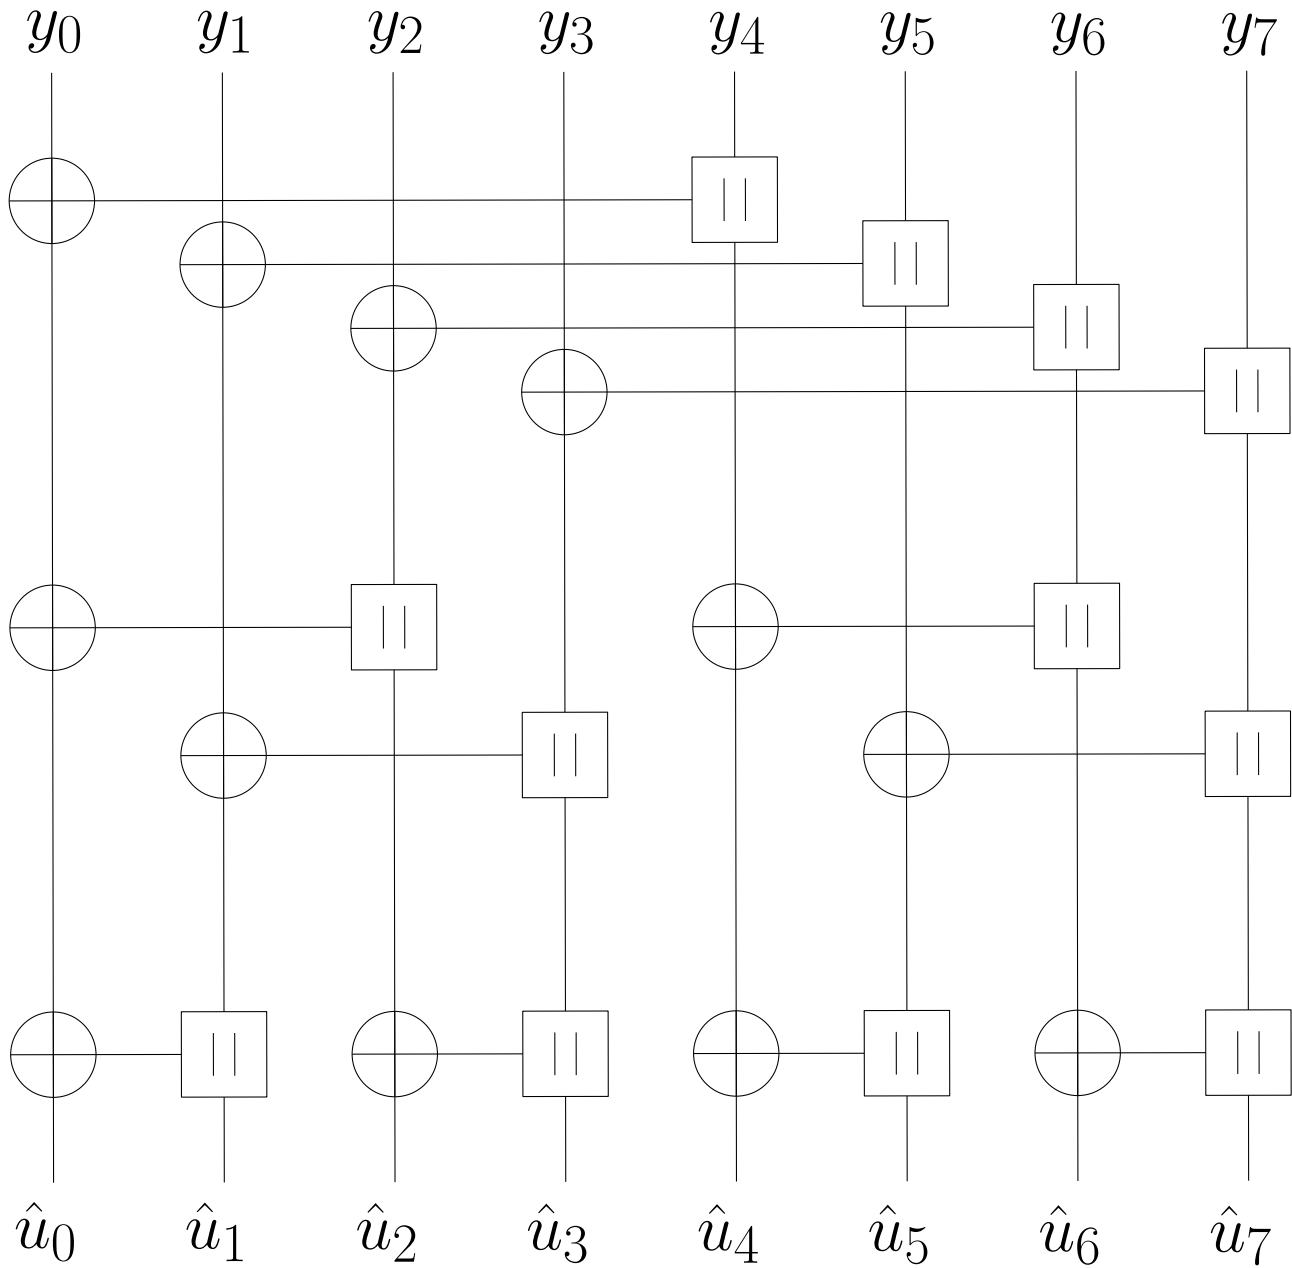 y₀ y₁ y₂ y₃ y₄ y₅ y₆ y₇
û₀ û₁ û₂ û₃ û₄ û₅ û₆ û₇